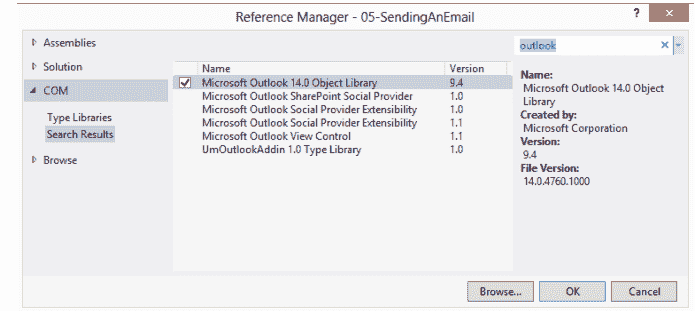 Reference Manager - 05-SendingAnEmail
?
×
Assemblies
Solution
COM
Type Libraries
Search Results
Browse
Name Version
Microsoft Outlook 14.0 Object Library 9.4
Microsoft Outlook SharePoint Social Provider 1.0
Microsoft Outlook Social Provider Extensibility 1.0
Microsoft Outlook Social Provider Extensibility 1.1
Microsoft Outlook View Control 1.1
UmOutlookAddin 1.0 Type Library 1.0
outlook
Name:
Microsoft Outlook 14.0 Object
Library
Created by:
Microsoft Corporation
Version:
9.4
File Version:
14.0.4760.1000
Browse... OK Cancel